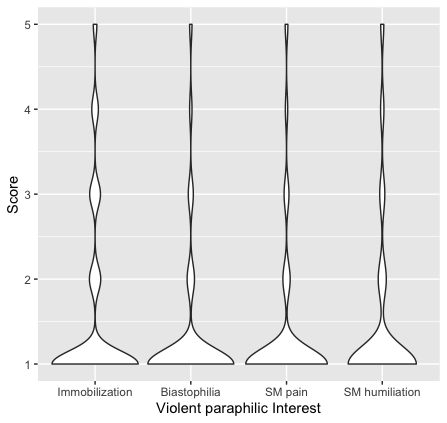 5
4
3
2
1
Score
Immobilization Biastophilia SM pain SM humiliation
Violent paraphilic Interest